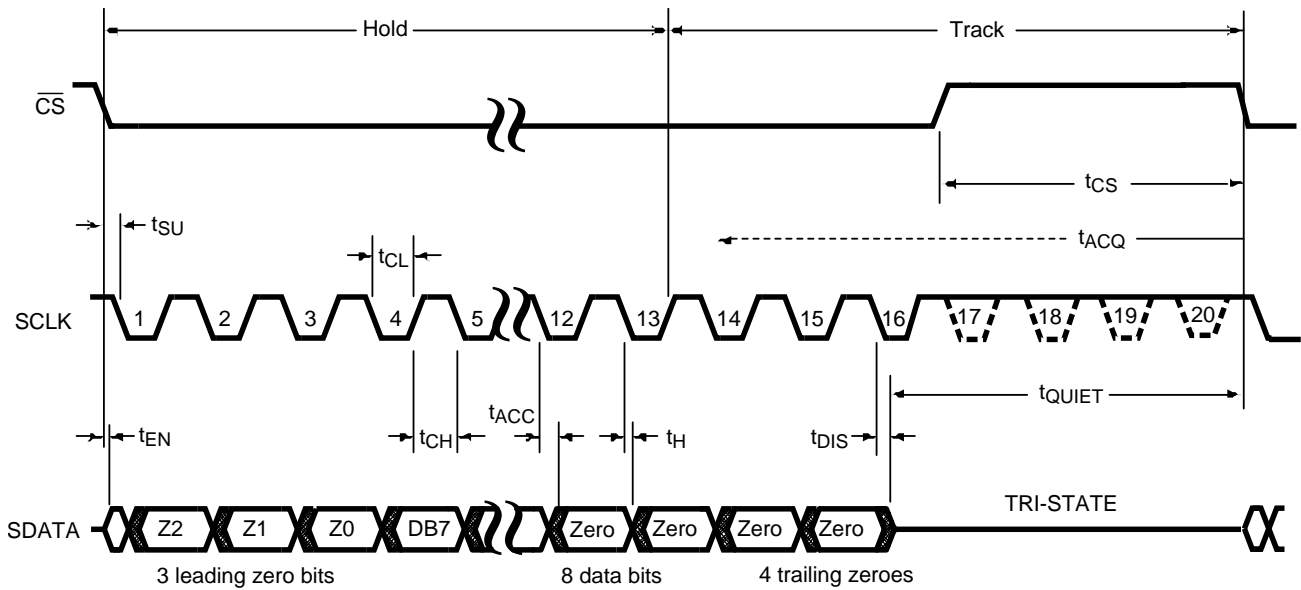 Hold
Track
CS
tCS
tSU
tACQ
tCL
SCLK
1
2
3
4
5
12
13
14
15
16
17
18
19
20
tQUIET
tACC
tEN
tCH
tH
tDIS
TRI-STATE
SDATA
Z2
Z1
Z0
DB7
Zero
Zero
Zero
Zero
3 leading zero bits
8 data bits
4 trailing zeroes